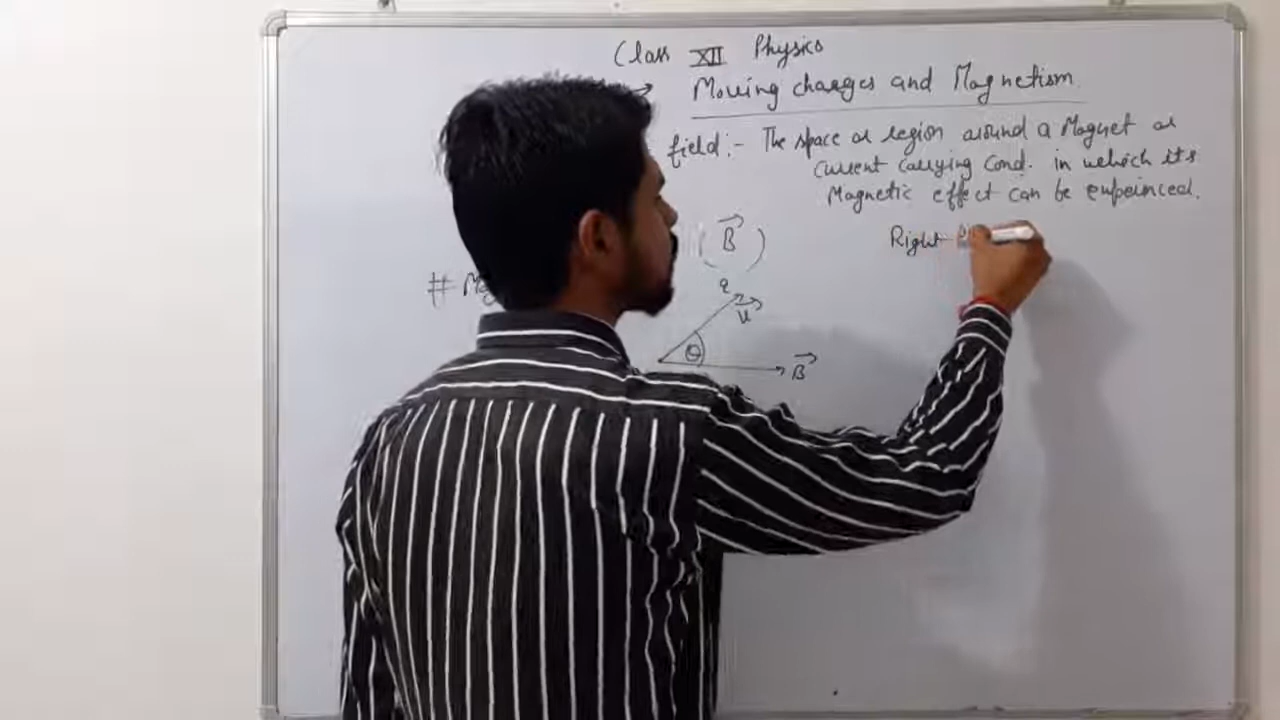 Class XII Physics
→ Moving charges and Magnetism
field :- The space or region around a Magnet or
current carrying Cond. in which its
Magnetic effect can be expeinced.
(B→)
Right
#
q
v→
θ
B→